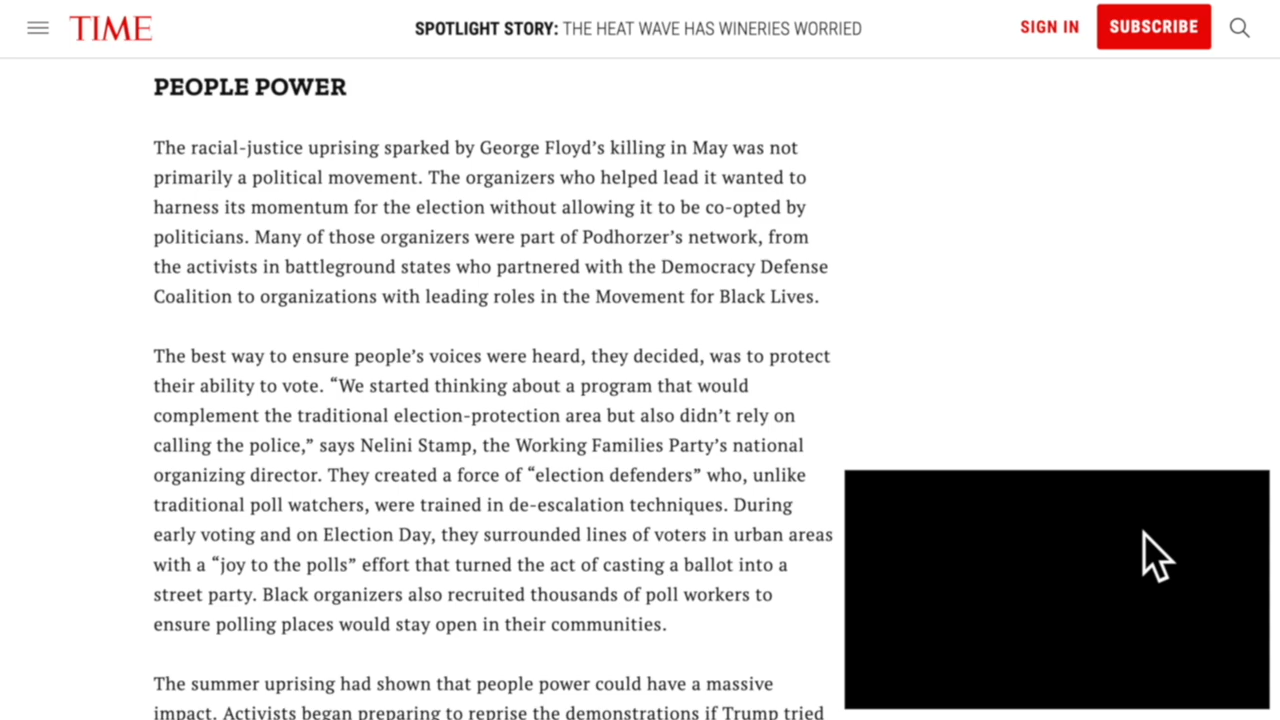 TIME
SPOTLIGHT STORY: THE HEAT WAVE HAS WINERIES WORRIED
SIGN IN
SUBSCRIBE
PEOPLE POWER
The racial-justice uprising sparked by George Floyd’s killing in May was not
primarily a political movement. The organizers who helped lead it wanted to
harness its momentum for the election without allowing it to be co-opted by
politicians. Many of those organizers were part of Podhorzer’s network, from
the activists in battleground states who partnered with the Democracy Defense
Coalition to organizations with leading roles in the Movement for Black Lives.
The best way to ensure people’s voices were heard, they decided, was to protect
their ability to vote. “We started thinking about a program that would
complement the traditional election-protection area but also didn’t rely on
calling the police,” says Nelini Stamp, the Working Families Party’s national
organizing director. They created a force of “election defenders” who, unlike
traditional poll watchers, were trained in de-escalation techniques. During
early voting and on Election Day, they surrounded lines of voters in urban areas
with a “joy to the polls” effort that turned the act of casting a ballot into a
street party. Black organizers also recruited thousands of poll workers to
ensure polling places would stay open in their communities.
The summer uprising had shown that people power could have a massive
impact. Activists began preparing to reprise the demonstrations if Trump tried